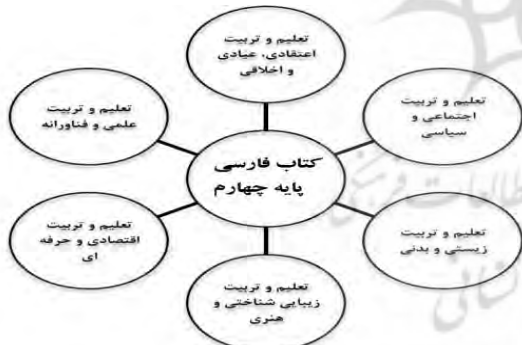 تعلیم و تربیت
اعتقادی، عبادی
و اخلاقی
تعلیم و تربیت
اجتماعی و
سیاسی
تعلیم و تربیت
علمی و فناورانه
کتاب فارسی
پایه چهارم
تعلیم و تربیت
زیستی و بدنی
تعلیم و تربیت
اقتصادی و حرفه
ای
تعلیم و تربیت
زیبایی شناختی و
هنری